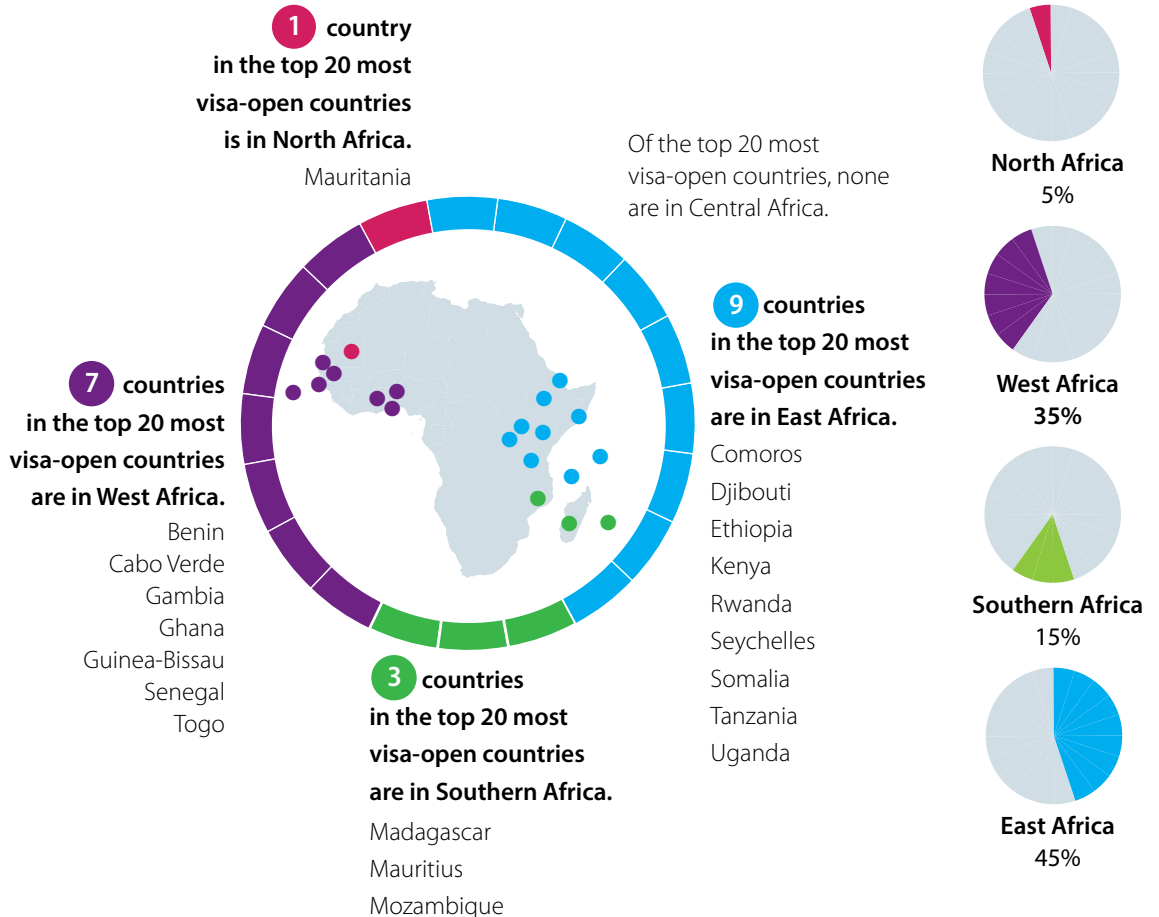 1 country
in the top 20 most
visa-open countries
is in North Africa.
Mauritania
Of the top 20 most
visa-open countries, none
are in Central Africa.
9 countries
in the top 20 most
visa-open countries
are in East Africa.
Comoros
Djibouti
Ethiopia
Kenya
Rwanda
Seychelles
Somalia
Tanzania
Uganda
7 countries
in the top 20 most
visa-open countries
are in West Africa.
Benin
Cabo Verde
Gambia
Ghana
Guinea-Bissau
Senegal
Togo
3 countries
in the top 20 most
visa-open countries
are in Southern Africa.
Madagascar
Mauritius
Mozambique
North Africa
5%
West Africa
35%
Southern Africa
15%
East Africa
45%